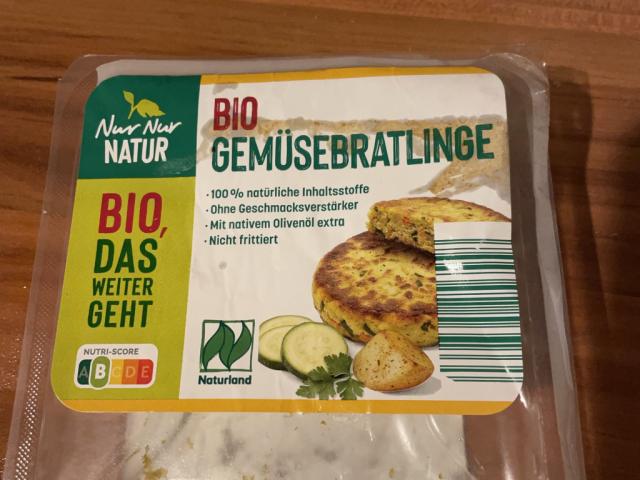 Nur Nur
NATUR
BIO,
DAS
WEITER
GEHT
NUTRI-SCORE
A B C D E
BIO
GEMÜSEBRATLINGE
· 100 % natürliche Inhaltsstoffe
· Ohne Geschmacksverstärker
· Mit nativem Olivenöl extra
· Nicht frittiert
Naturland